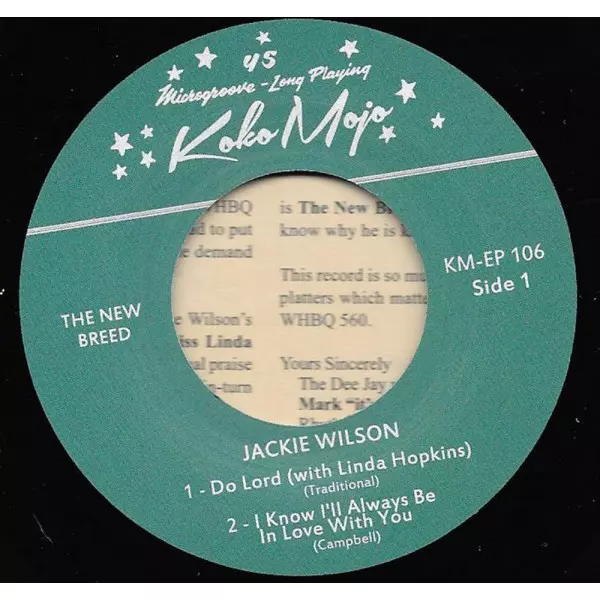 45
Microgroove - Long Playing
Koko Mojo
KM-EP 106
Side 1
THE NEW
BREED
HBQ
to put
demand
Wilson's
iss Linda
al praise
n-turn
is The New
know why he is
This record is so
platters which
WHBQ 560.
Yours Sincerely
The Dee Jay
Mark "it's
Bre
JACKIE WILSON
1 - Do Lord (with Linda Hopkins)
(Traditional)
2 - I Know I'll Always Be
In Love With You
(Campbell)